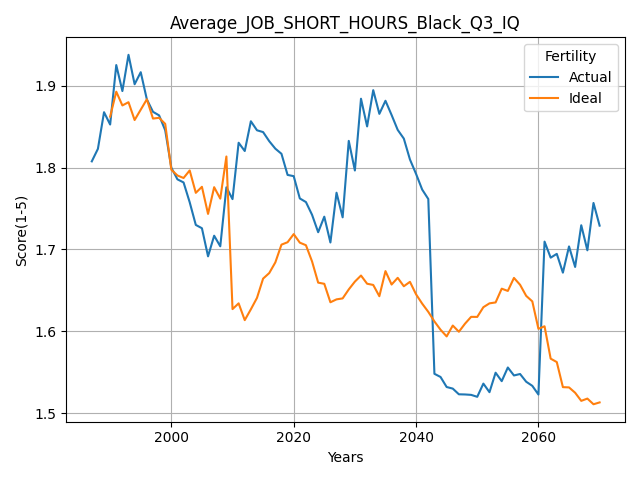 Average_JOB_SHORT_HOURS_Black_Q3_IQ
Fertility
Actual
Ideal
Score(1-5)
1.9
1.8
1.7
1.6
1.5
2000
2020
2040
2060
Years